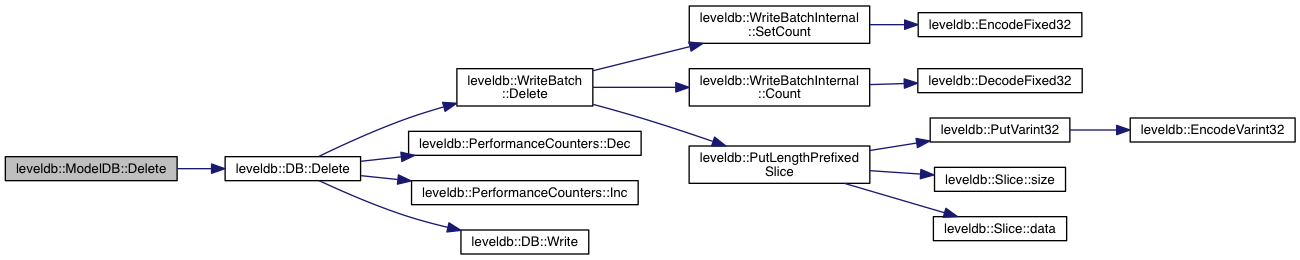 leveldb::ModelDB::Delete
leveldb::DB::Delete
leveldb::WriteBatch
::Delete
leveldb::PerformanceCounters::Dec
leveldb::PerformanceCounters::Inc
leveldb::DB::Write
leveldb::WriteBatchInternal
::SetCount
leveldb::WriteBatchInternal
::Count
leveldb::PutLengthPrefixed
Slice
leveldb::EncodeFixed32
leveldb::DecodeFixed32
leveldb::PutVarint32
leveldb::Slice::size
leveldb::Slice::data
leveldb::EncodeVarint32